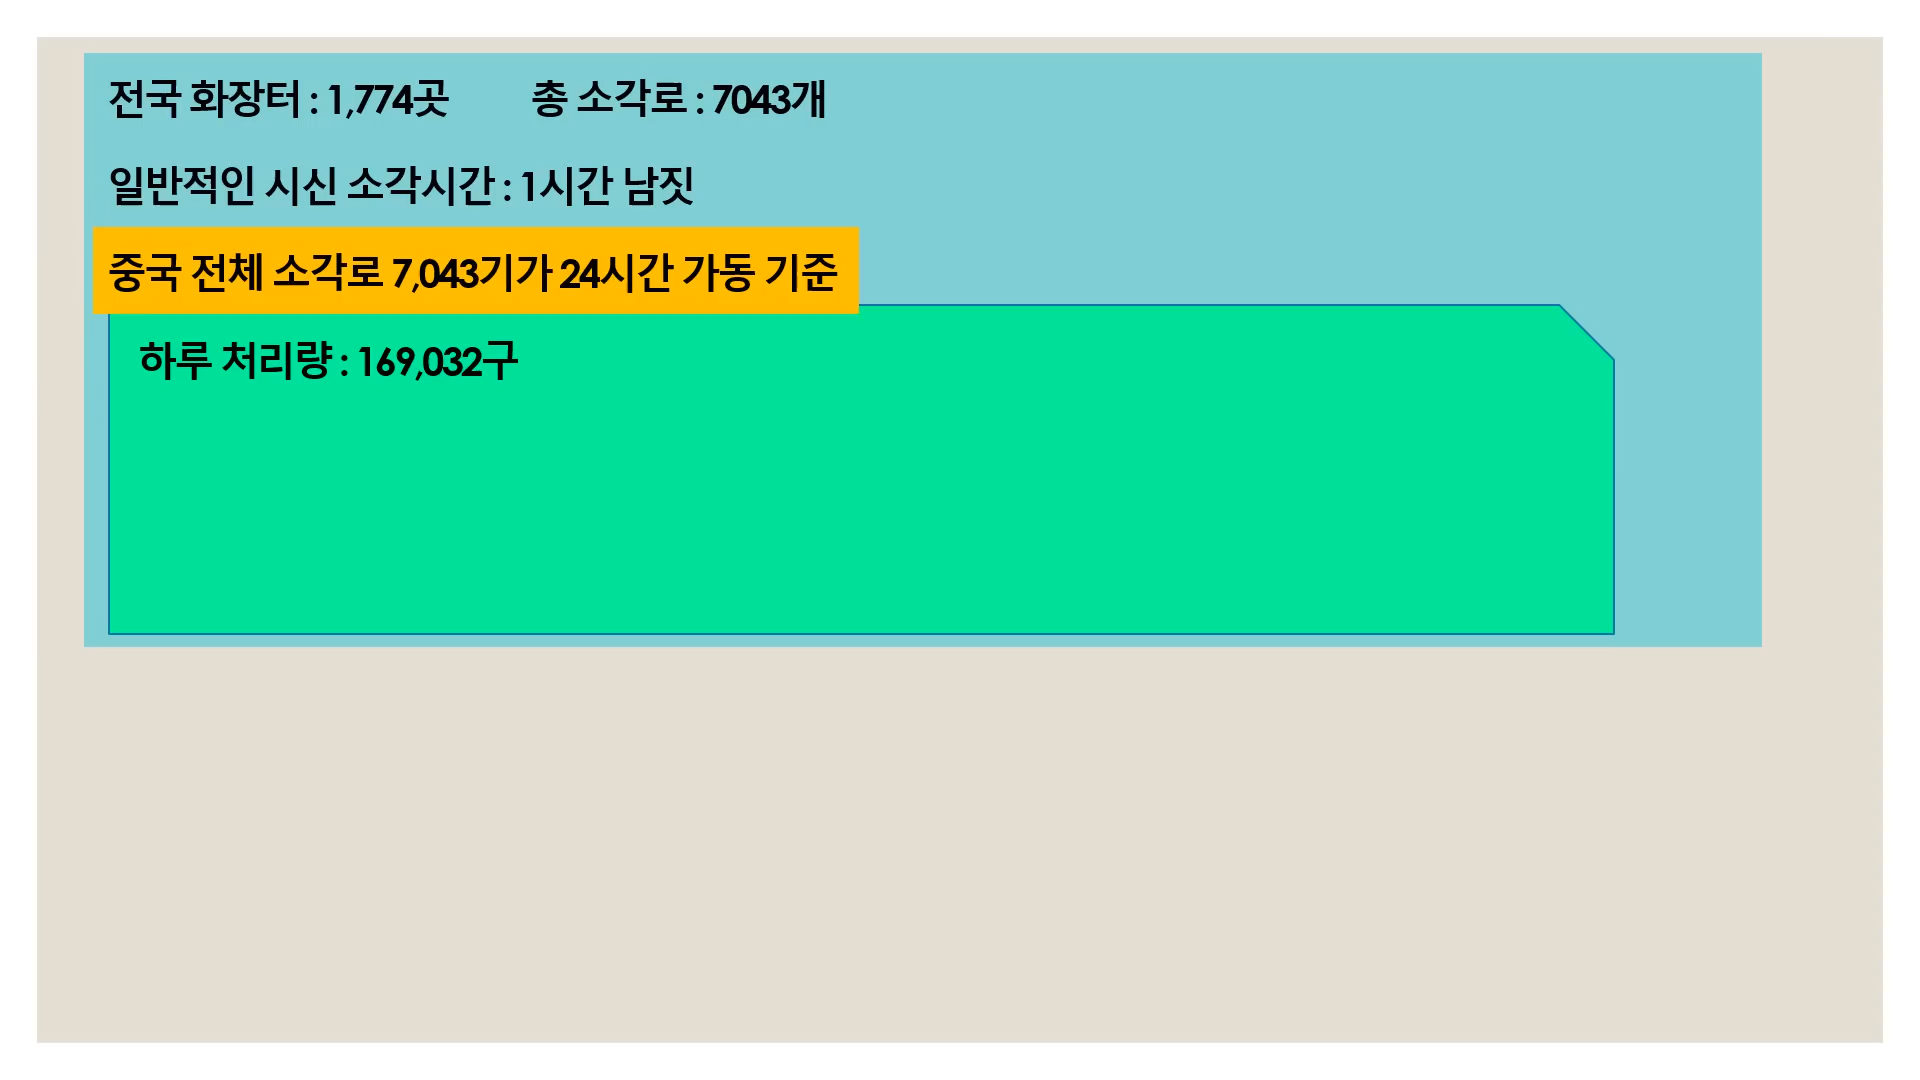 전국 화장터 : 1,774곳 총 소각로 : 7043개
일반적인 시신 소각시간 : 1시간 남짓
중국 전체 소각로 7,043기가 24시간 가동 기준
하루 처리량 : 169,032구